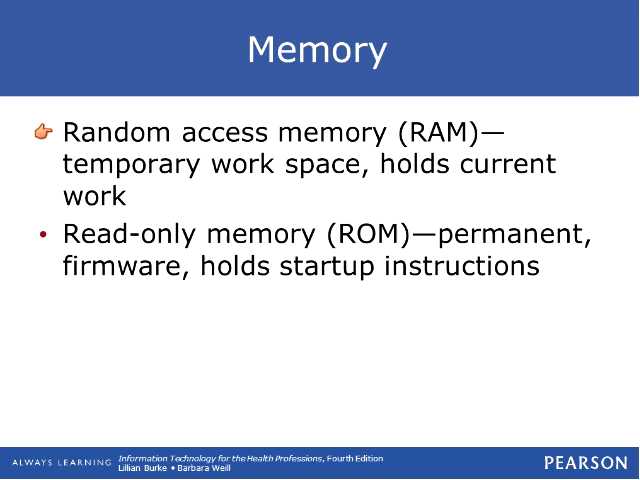 Memory
Random access memory (RAM)—
temporary work space, holds current
work
• Read-only memory (ROM)—permanent,
firmware, holds startup instructions
ALWAYS LEARNING
Information Technology for the Health Professions, Fourth Edition
Lillian Burke • Barbara Weill
PEARSON